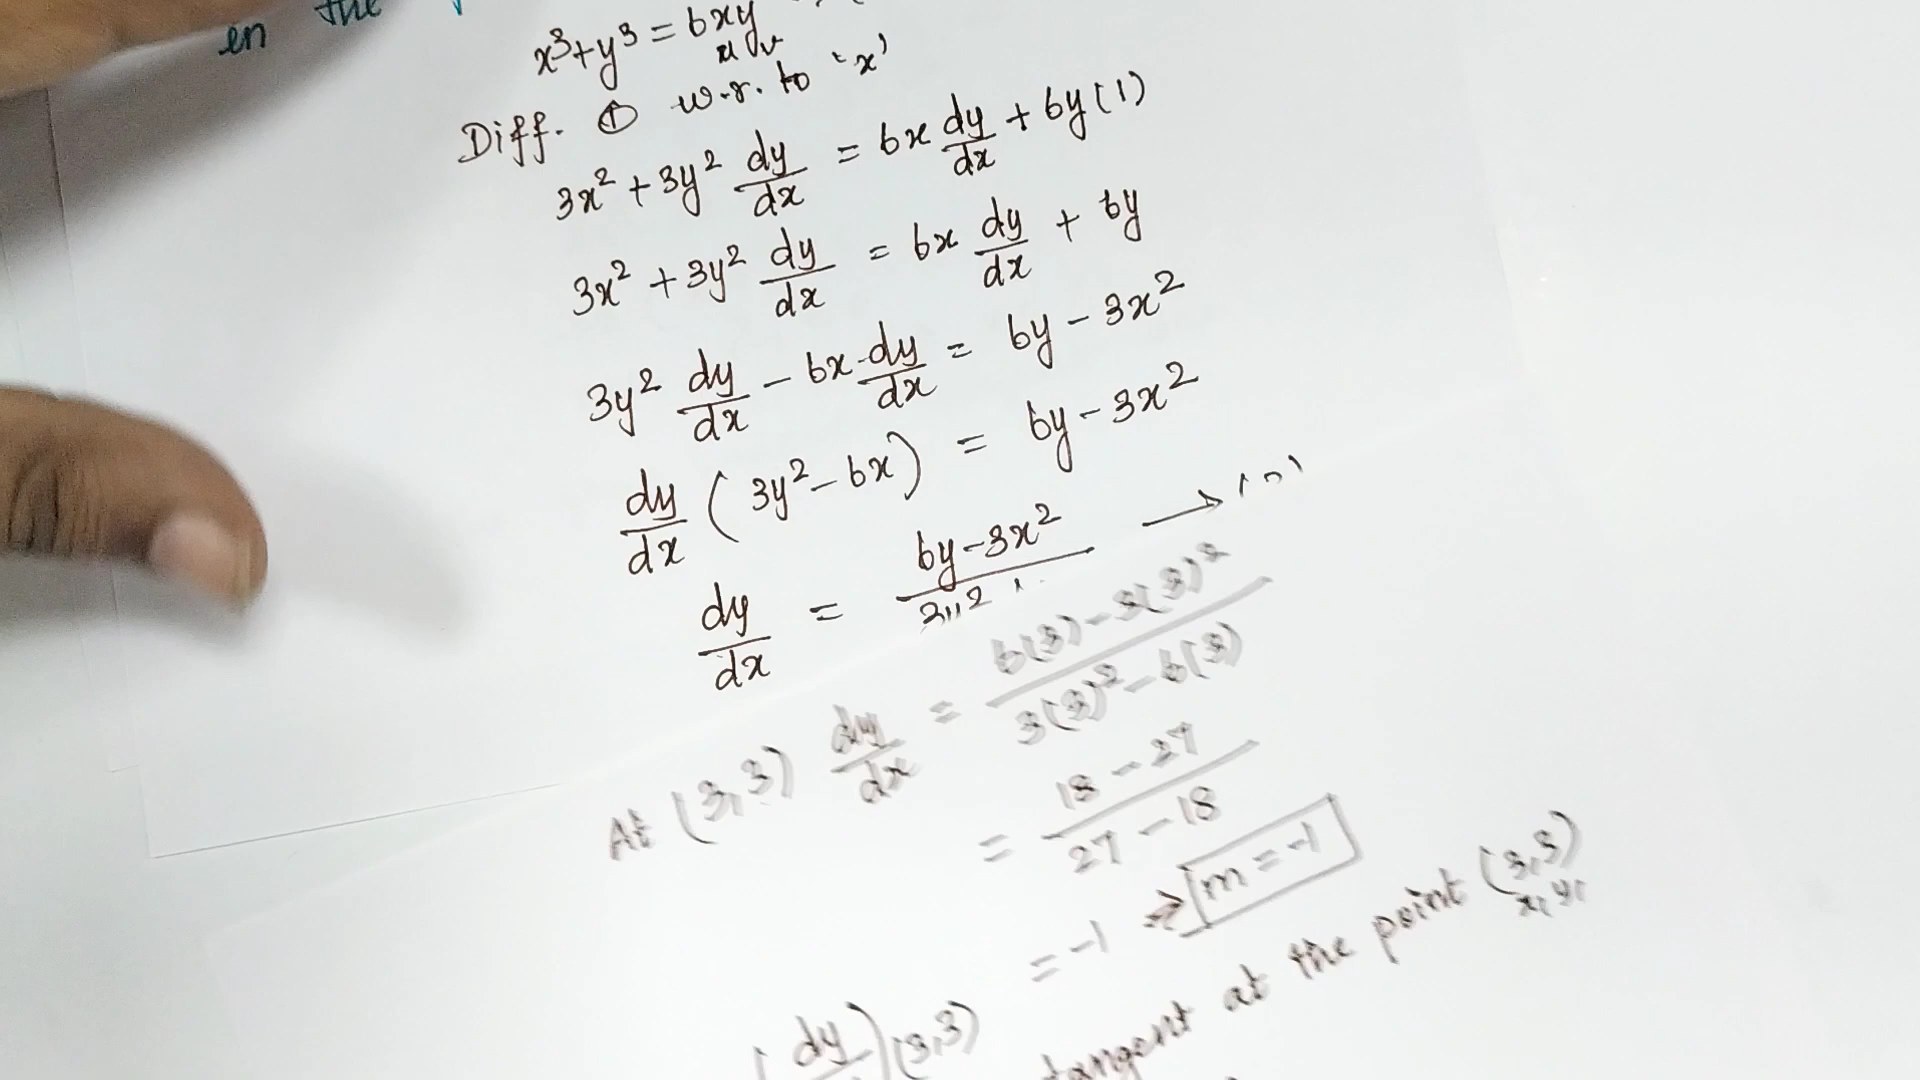 en the
x³+y³ = 6xy
u v
Diff. ① w.r. to 'x'
3x² + 3y² dy/dx = 6x dy/dx + 6y(1)
3x² + 3y² dy/dx = 6x dy/dx + 6y
3y² dy/dx - 6x dy/dx = 6y - 3x²
dy/dx (3y² - 6x) = 6y - 3x²
dy/dx = 6y-3x² / 3y² →
At (3,3) dy/dx = 6(3)-3(3)² / 3(3)²-6(3)
= 18-27 / 27-18
= -1 ⇒ m = -1
(dy )(3,3)
tangent at the point (3,3)
x₁ y₁